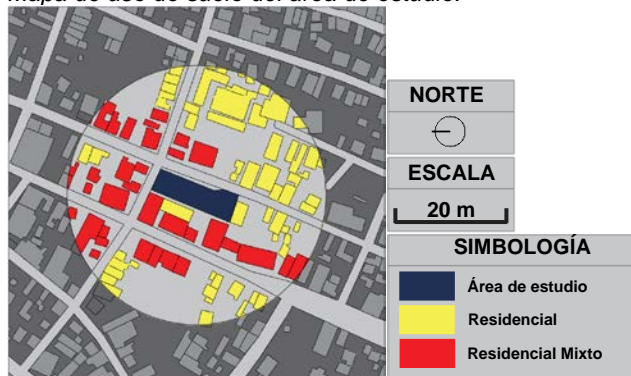 Mapa de uso de suelo del área de estudio.
NORTE
ESCALA
20 m
SIMBOLOGÍA
Área de estudio
Residencial
Residencial Mixto